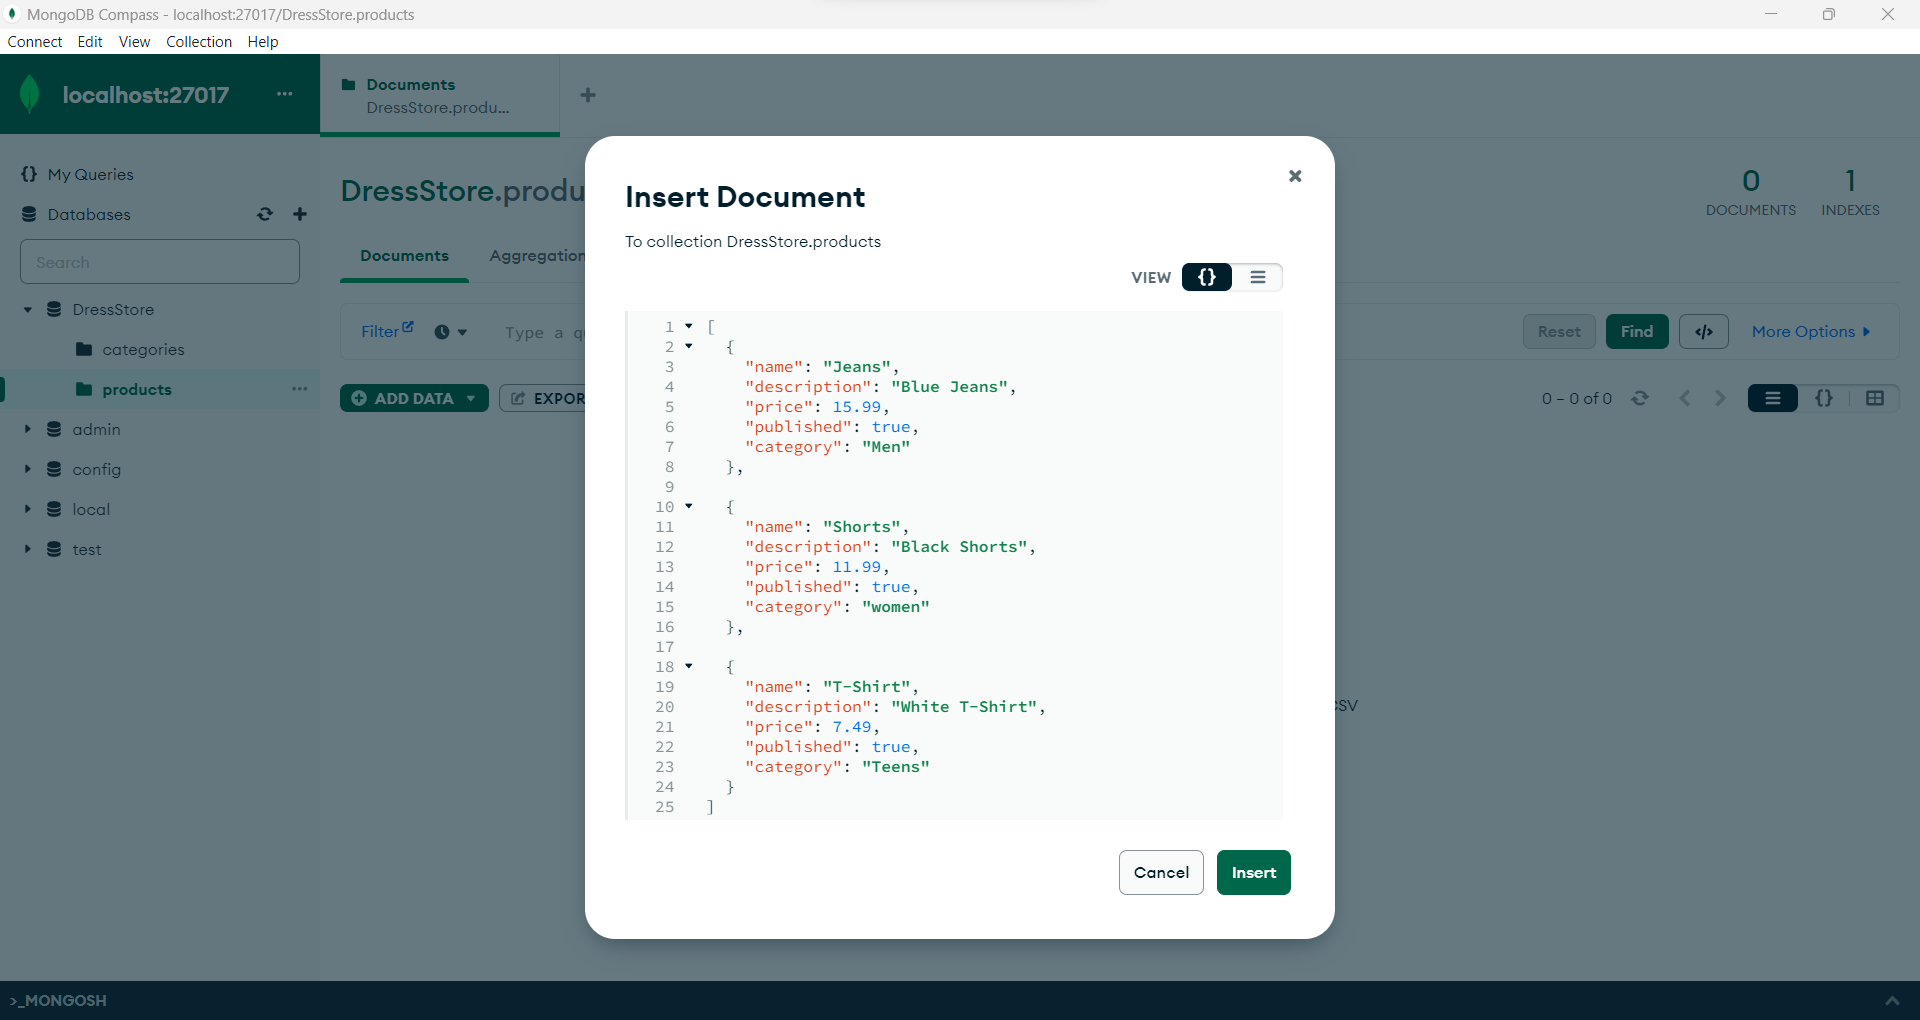 MongoDB Compass - localhost:27017/DressStore.products
Connect Edit View Collection Help
localhost:27017 ...
Documents
DressStore.produ...
My Queries
Databases
Search
DressStore
categories
products
admin
config
local
test
DressStore.produ
0
DOCUMENTS
1
INDEXES
Documents
Aggregation
Filter
Type a qu
Reset
Find
</>
More Options
ADD DATA
EXPOR
0 – 0 of 0
{}
CSV
Insert Document
To collection DressStore.products
VIEW {}
1 [
2 {
3 "name": "Jeans",
4 "description": "Blue Jeans",
5 "price": 15.99,
6 "published": true,
7 "category": "Men"
8 },
9
10 {
11 "name": "Shorts",
12 "description": "Black Shorts",
13 "price": 11.99,
14 "published": true,
15 "category": "women"
16 },
17
18 {
19 "name": "T-Shirt",
20 "description": "White T-Shirt",
21 "price": 7.49,
22 "published": true,
23 "category": "Teens"
24 }
25 ]
Cancel
Insert
>_MONGOSH